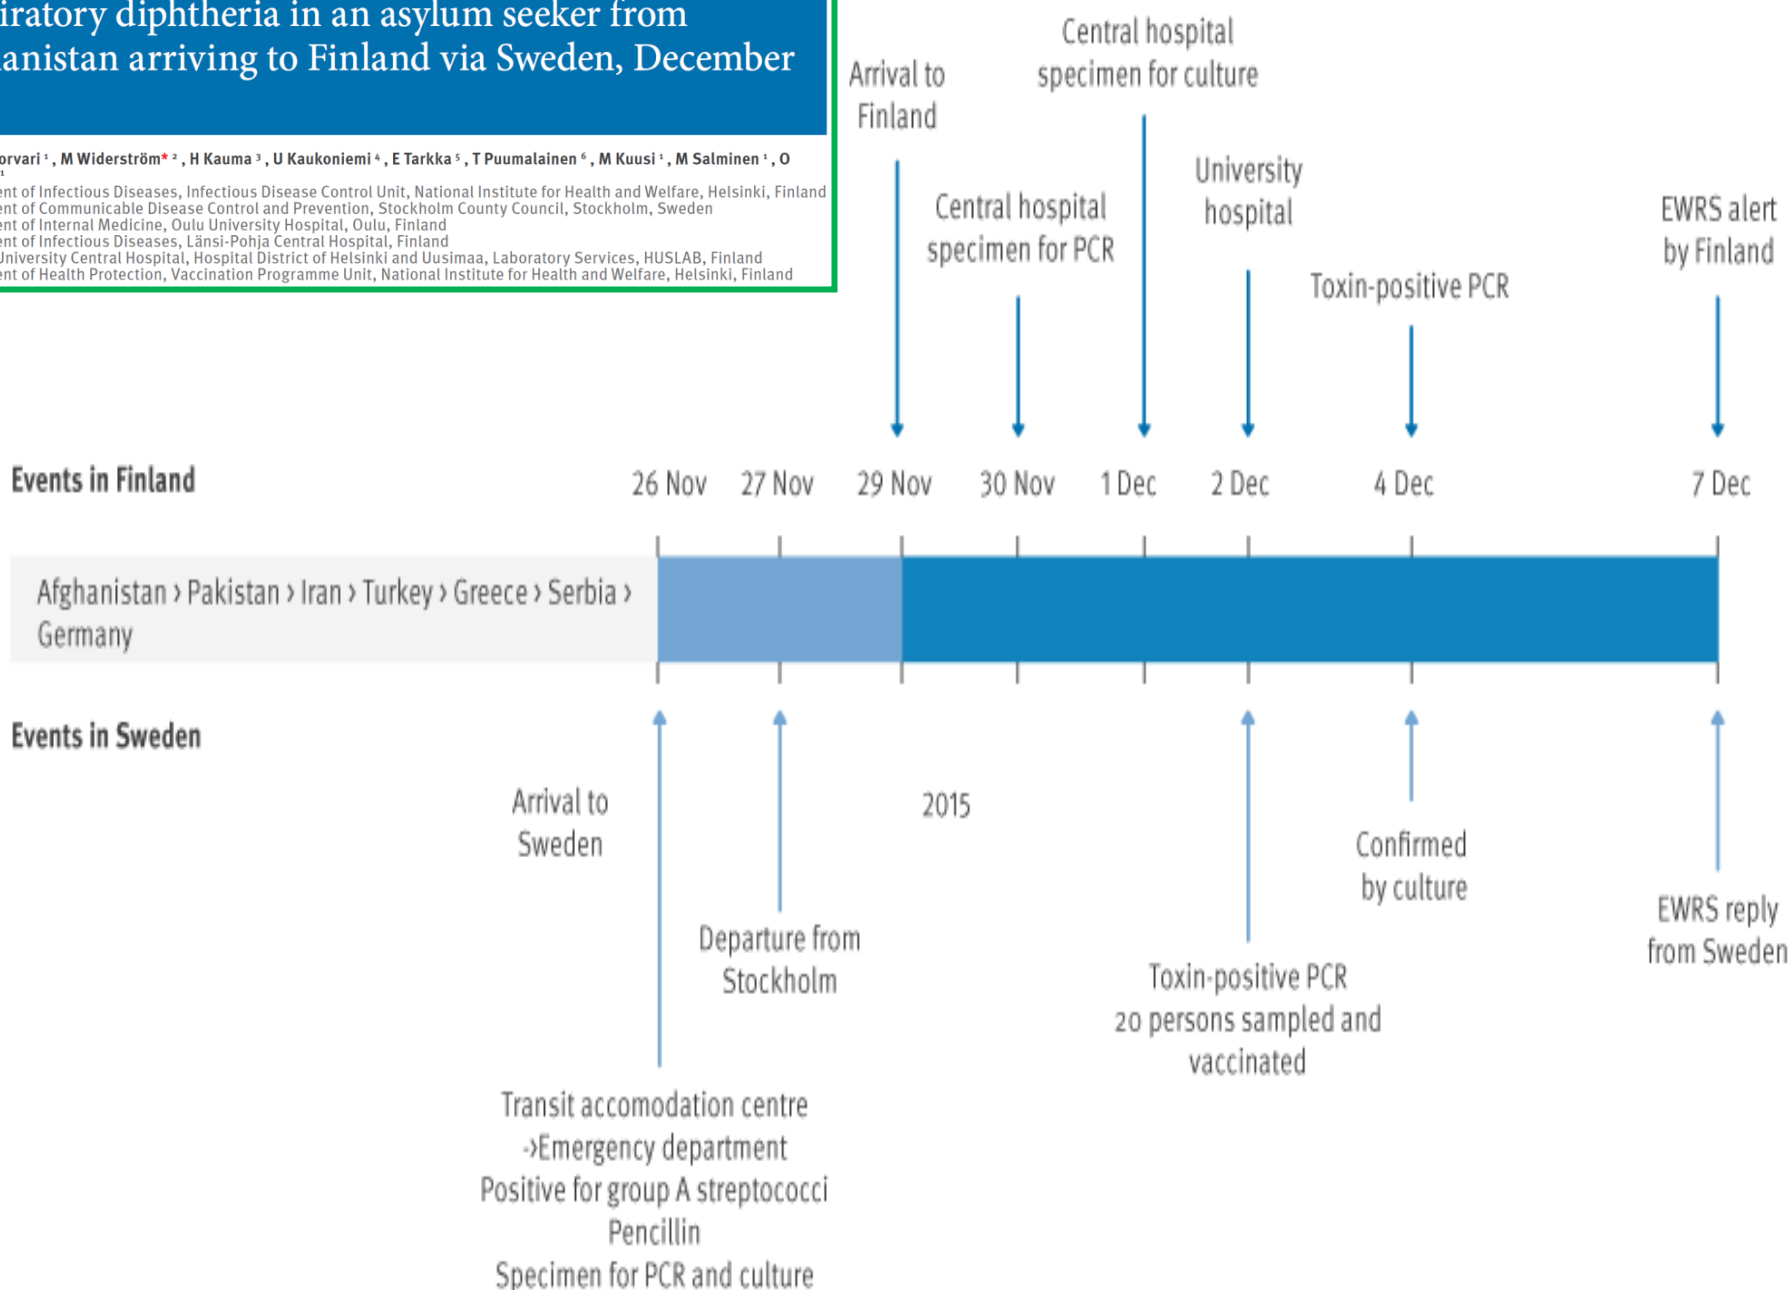 iratory diphtheria in an asylum seeker from
anistan arriving to Finland via Sweden, December
orvari ¹ , M Widerström* ² , H Kauma ³ , U Kaukoniemi ⁴ , E Tarkka ⁵ , T Puumalainen ⁶ , M Kuusi ¹ , M Salminen ¹ , O
¹
ent of Infectious Diseases, Infectious Disease Control Unit, National Institute for Health and Welfare, Helsinki, Finland
ent of Communicable Disease Control and Prevention, Stockholm County Council, Stockholm, Sweden
ent of Internal Medicine, Oulu University Hospital, Oulu, Finland
ent of Infectious Diseases, Länsi-Pohja Central Hospital, Finland
University Central Hospital, Hospital District of Helsinki and Uusimaa, Laboratory Services, HUSLAB, Finland
ent of Health Protection, Vaccination Programme Unit, National Institute for Health and Welfare, Helsinki, Finland
Arrival to
Finland
Central hospital
specimen for PCR
Central hospital
specimen for culture
University
hospital
Toxin-positive PCR
EWRS alert
by Finland
Events in Finland
26 Nov 27 Nov 29 Nov 30 Nov 1 Dec 2 Dec 4 Dec 7 Dec
Afghanistan › Pakistan › Iran › Turkey › Greece › Serbia ›
Germany
Events in Sweden
Arrival to
Sweden
Transit accomodation centre
->Emergency department
Positive for group A streptococci
Pencillin
Specimen for PCR and culture
Departure from
Stockholm
2015
Toxin-positive PCR
20 persons sampled and
vaccinated
Confirmed
by culture
EWRS reply
from Sweden